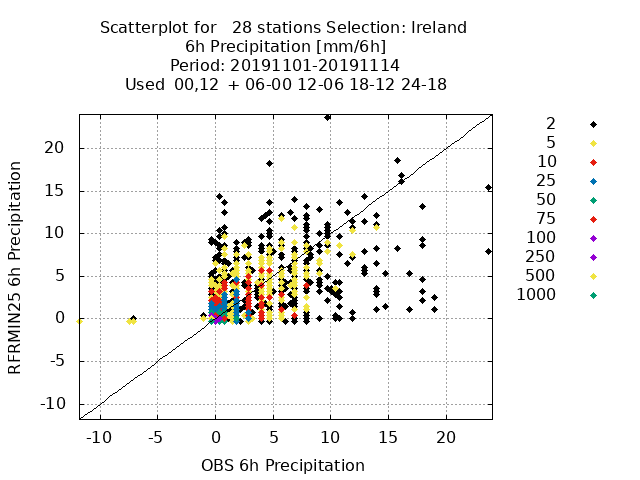 Scatterplot for   28 stations Selection: Ireland
6h Precipitation [mm/6h]
Period: 20191101-20191114
Used  00,12  + 06-00 12-06 18-12 24-18
RFRMIN25 6h Precipitation
20
15
10
5
0
-5
-10
-10 -5 0 5 10 15 20
OBS 6h Precipitation
2
5
10
25
50
75
100
250
500
1000